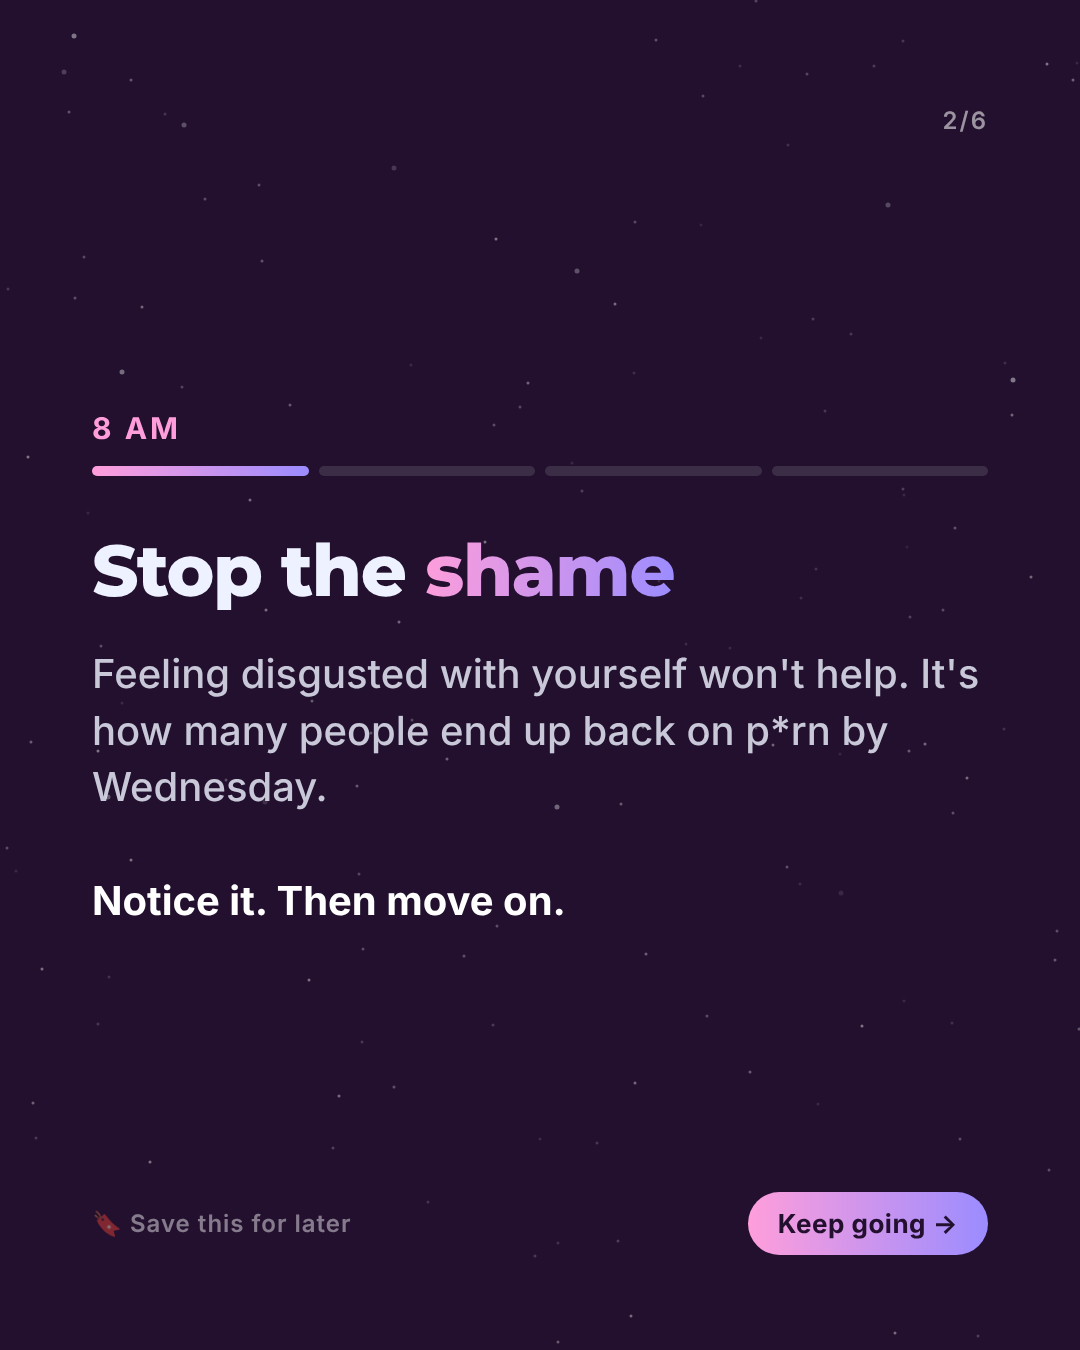 2/6
8 AM
Stop the shame
Feeling disgusted with yourself won't help. It's
how many people end up back on p*rn by
Wednesday.
Notice it. Then move on.
🔖 Save this for later
Keep going →